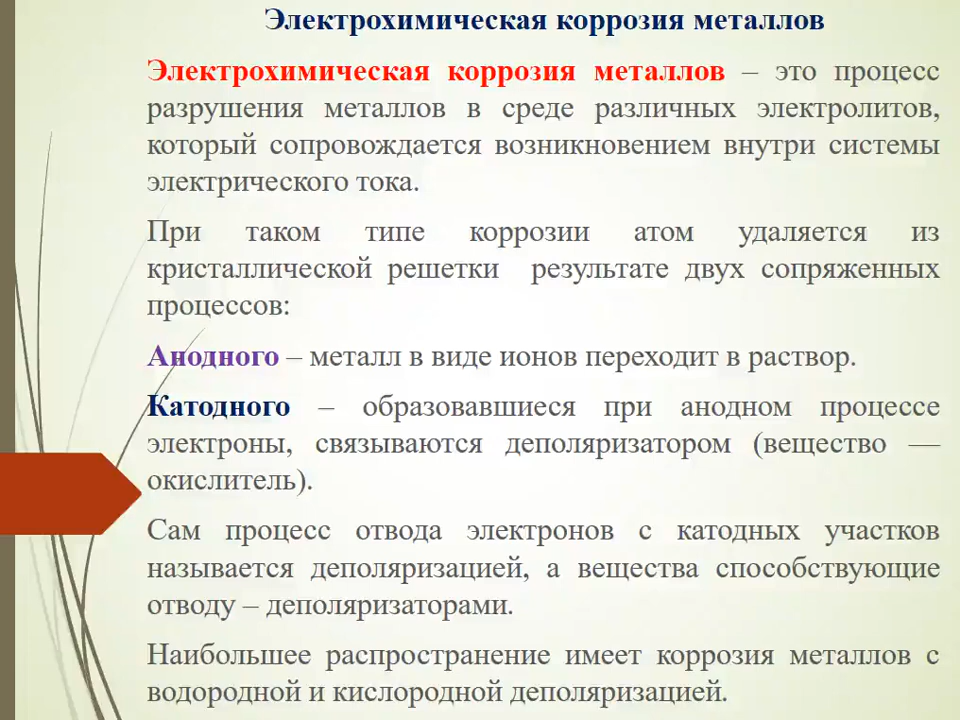 Электрохимическая коррозия металлов
Электрохимическая коррозия металлов – это процесс
разрушения металлов в среде различных электролитов,
который сопровождается возникновением внутри системы
электрического тока.
При таком типе коррозии атом удаляется из
кристаллической решетки результате двух сопряженных
процессов:
Анодного – металл в виде ионов переходит в раствор.
Катодного – образовавшиеся при анодном процессе
электроны, связываются деполяризатором (вещество —
окислитель).
Сам процесс отвода электронов с катодных участков
называется деполяризацией, а вещества способствующие
отводу – деполяризаторами.
Наибольшее распространение имеет коррозия металлов с
водородной и кислородной деполяризацией.